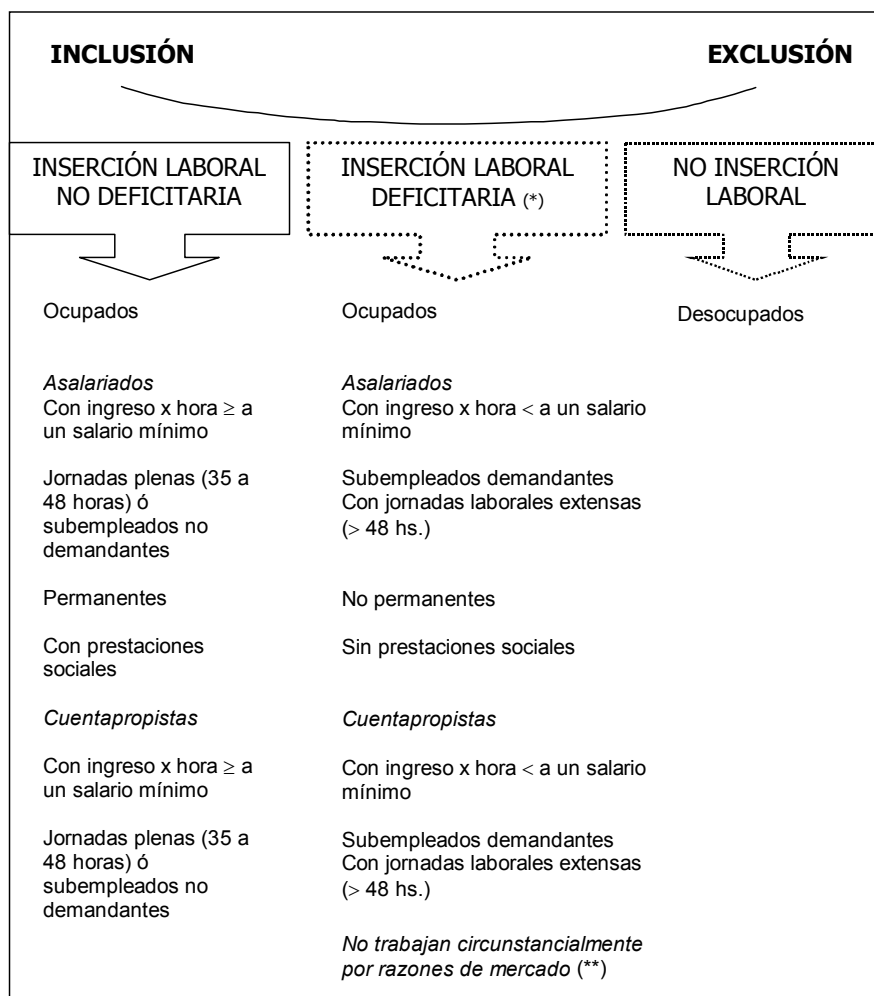 INCLUSIÓN
EXCLUSIÓN
INSERCIÓN LABORAL
NO DEFICITARIA
INSERCIÓN LABORAL
DEFICITARIA (*)
NO INSERCIÓN
LABORAL
Ocupados
Asalariados
Con ingreso x hora ≥ a
un salario mínimo
Jornadas plenas (35 a
48 horas) ó
subempleados no
demandantes
Permanentes
Con prestaciones
sociales
Cuentapropistas
Con ingreso x hora ≥ a
un salario mínimo
Jornadas plenas (35 a
48 horas) ó
subempleados no
demandantes
Ocupados
Asalariados
Con ingreso x hora < a un salario
mínimo
Subempleados demandantes
Con jornadas laborales extensas
(> 48 hs.)
No permanentes
Sin prestaciones sociales
Cuentapropistas
Con ingreso x hora < a un salario
mínimo
Subempleados demandantes
Con jornadas laborales extensas
(> 48 hs.)
No trabajan circunstancialmente
por razones de mercado (**)
Desocupados